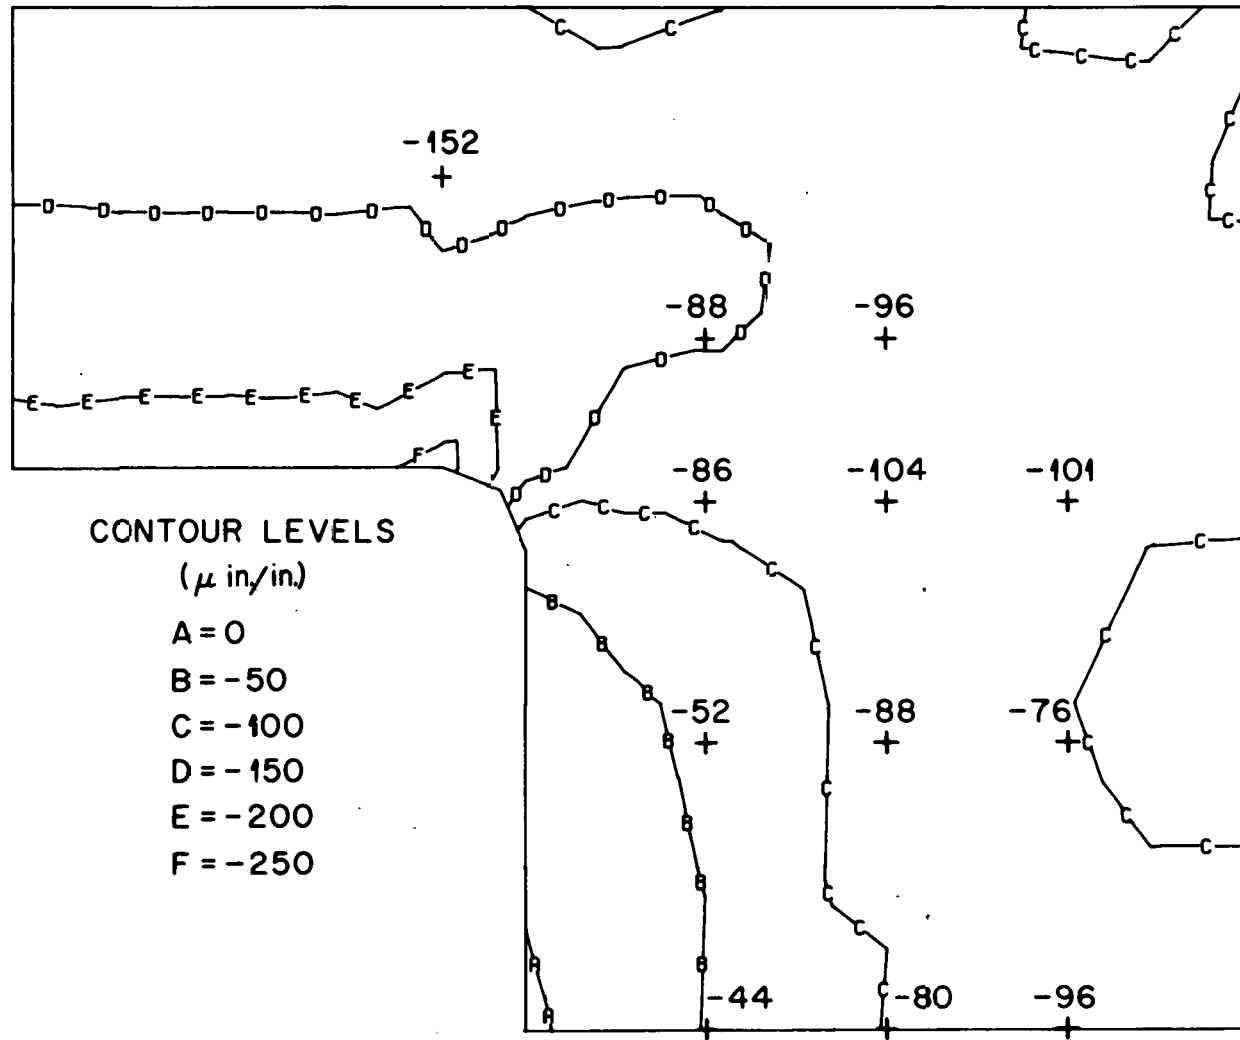 C C C C C C C
C
-152
D D D D D D D D D D D D D D D
C
C
D
-88 -96
D
D
E E E E E E E E E
E D
F
-86 -104 -101
D D
C C C C
C
CONTOUR LEVELS
(μ in./in.)
A = 0
B = -50
C = -100
D = -150
E = -200
F = -250
C
B
B C C
B
-52 -88 -76
B C
C
B C
C
B C
C
A B
C
-44 -80 -96
A